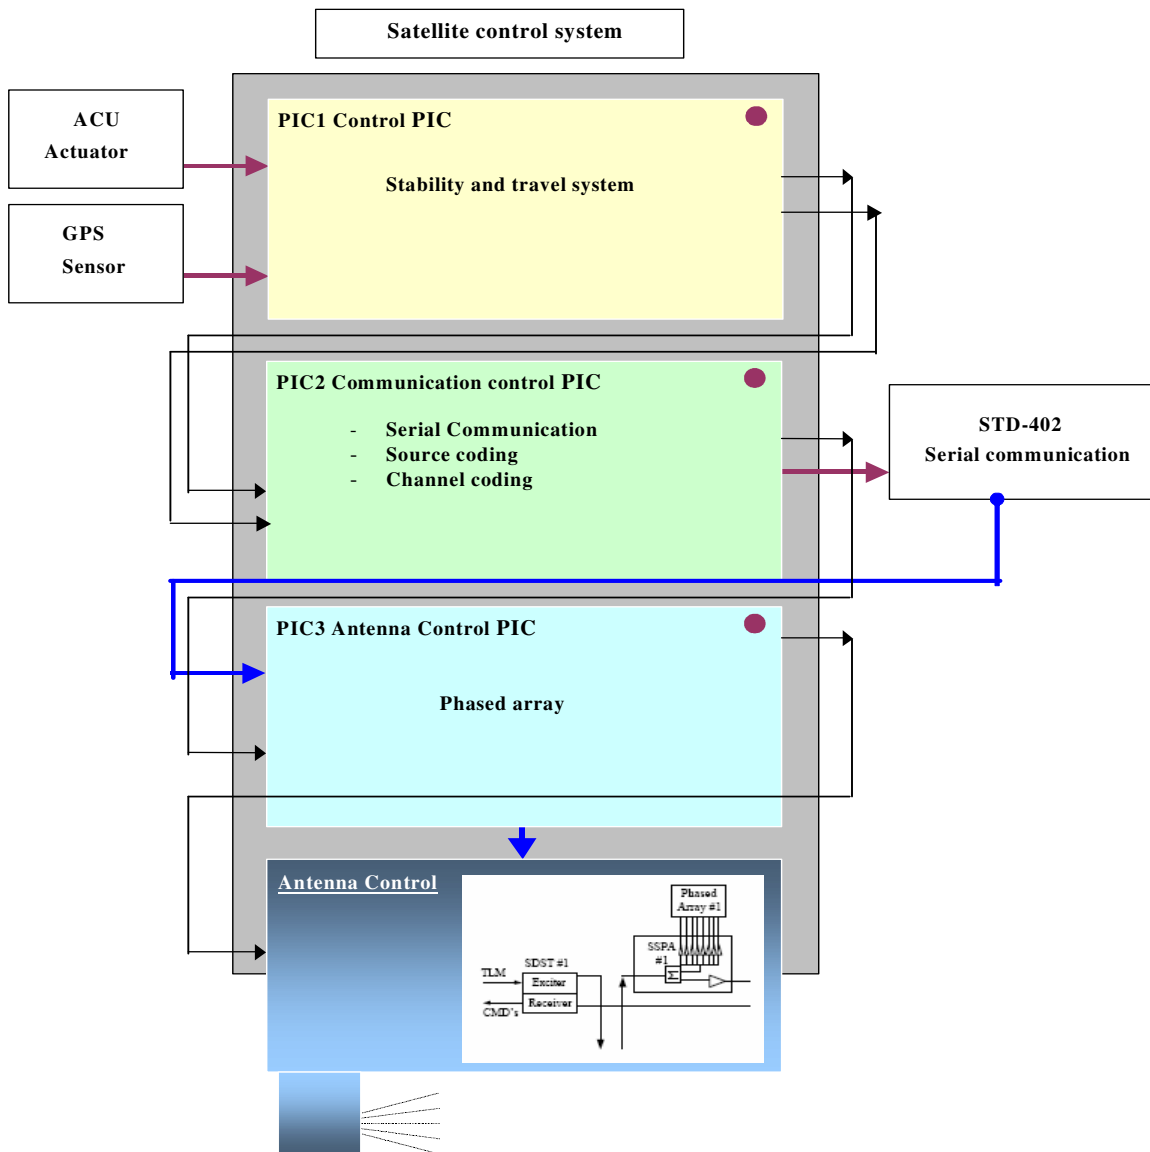 Satellite control system
ACU
Actuator
GPS
Sensor
PIC1 Control PIC
Stability and travel system
PIC2 Communication control PIC
- Serial Communication
- Source coding
- Channel coding
STD-402
Serial communication
PIC3 Antenna Control PIC
Phased array
Antenna Control
Phased
Array #1
SSPA
#1
Σ
SDST #1
TLM
Exciter
Receiver
CMD's